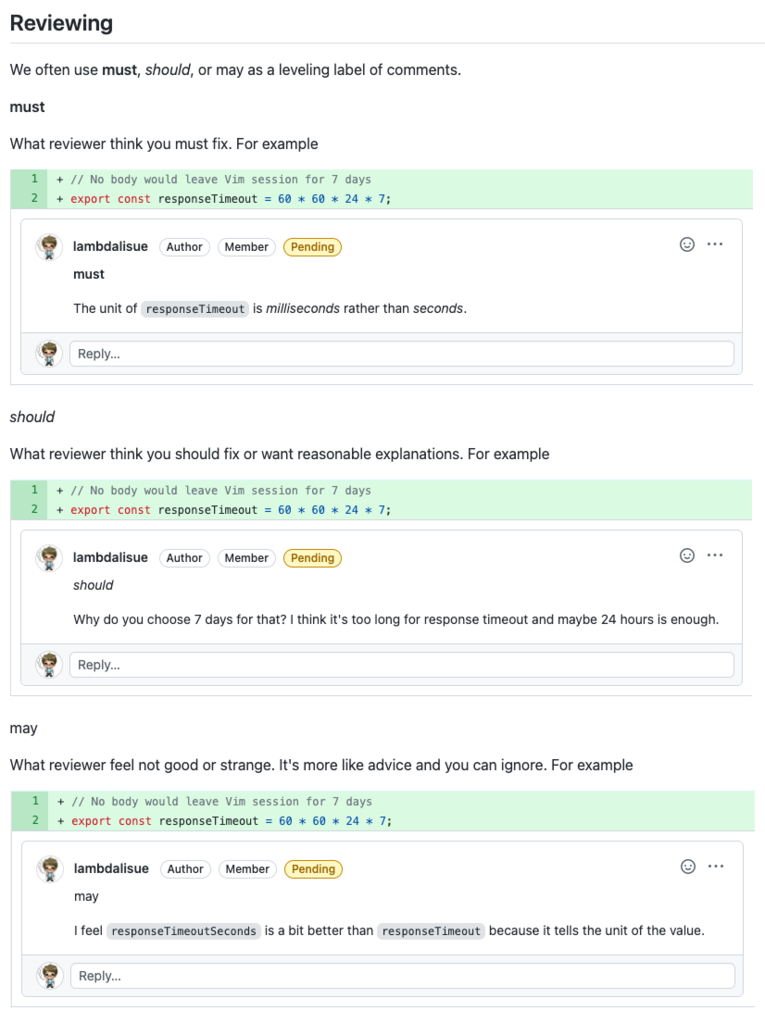 Reviewing
We often use must, should, or may as a leveling label of comments.
must
What reviewer think you must fix. For example
1 + // No body would leave Vim session for 7 days
2 + export const responseTimeout = 60 * 60 * 24 * 7;
lambdalisue Author Member Pending
must
The unit of responseTimeout is milliseconds rather than seconds.
Reply...
should
What reviewer think you should fix or want reasonable explanations. For example
1 + // No body would leave Vim session for 7 days
2 + export const responseTimeout = 60 * 60 * 24 * 7;
lambdalisue Author Member Pending
should
Why do you choose 7 days for that? I think it's too long for response timeout and maybe 24 hours is enough.
Reply...
may
What reviewer feel not good or strange. It's more like advice and you can ignore. For example
1 + // No body would leave Vim session for 7 days
2 + export const responseTimeout = 60 * 60 * 24 * 7;
lambdalisue Author Member Pending
may
I feel responseTimeoutSeconds is a bit better than responseTimeout because it tells the unit of the value.
Reply...